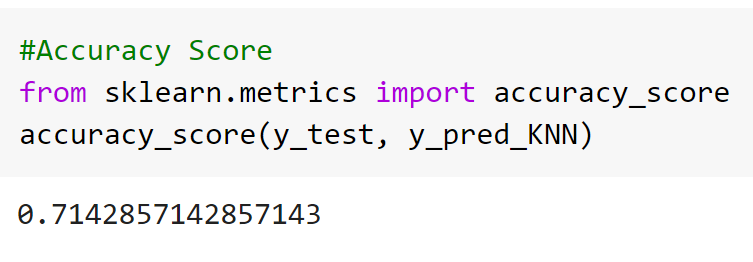 #Accuracy Score
from sklearn.metrics import accuracy_score
accuracy_score(y_test, y_pred_KNN)
0.7142857142857143